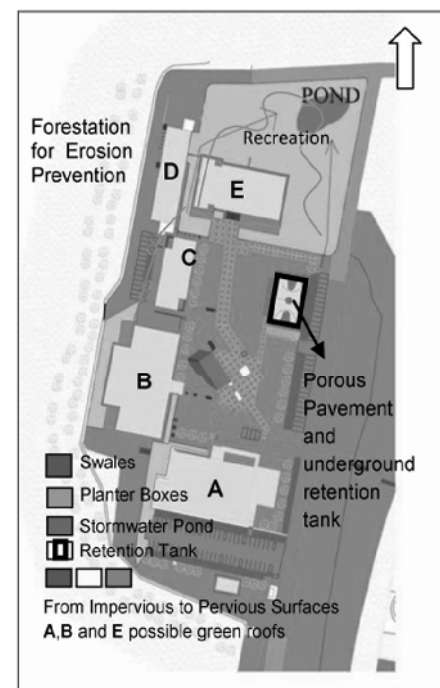 POND
Recreation
Forestation
for Erosion
Prevention
D
E
C
B
Porous
Pavement
and
underground
retention
tank
A
Swales
Planter Boxes
Stormwater Pond
Retention Tank
From Impervious to Pervious Surfaces
A,B and E possible green roofs